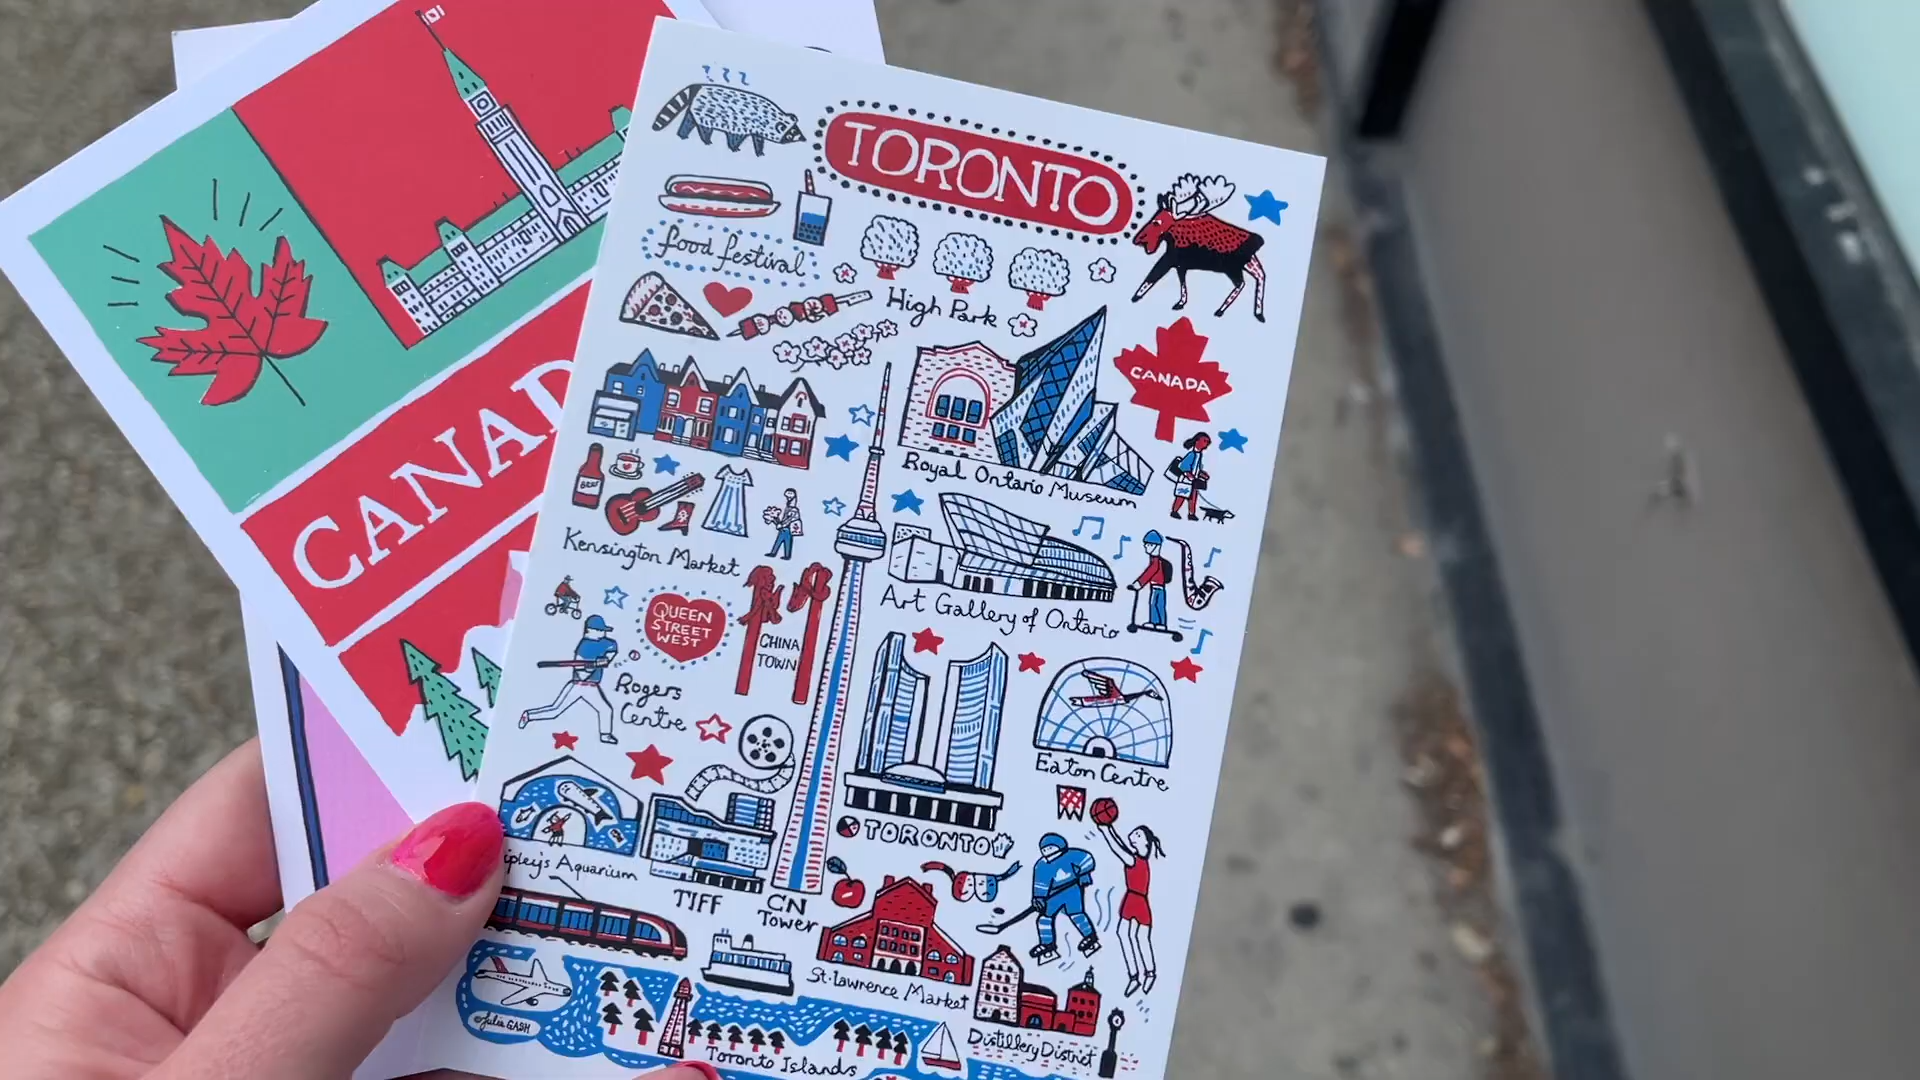 TORONTO
food festival
High Park
CANADA
CANAD
Royal Ontario Museum
BEER
Kensington Market
Art Gallery of Ontario
QUEEN
STREET
WEST
CHINA
TOWN
Rogers
Centre
Eaton Centre
TORONTO
ipley's Aquarium
TIFF
CN
Tower
St. Lawrence Market
©Julia GASH
Toronto Islands
Distillery District